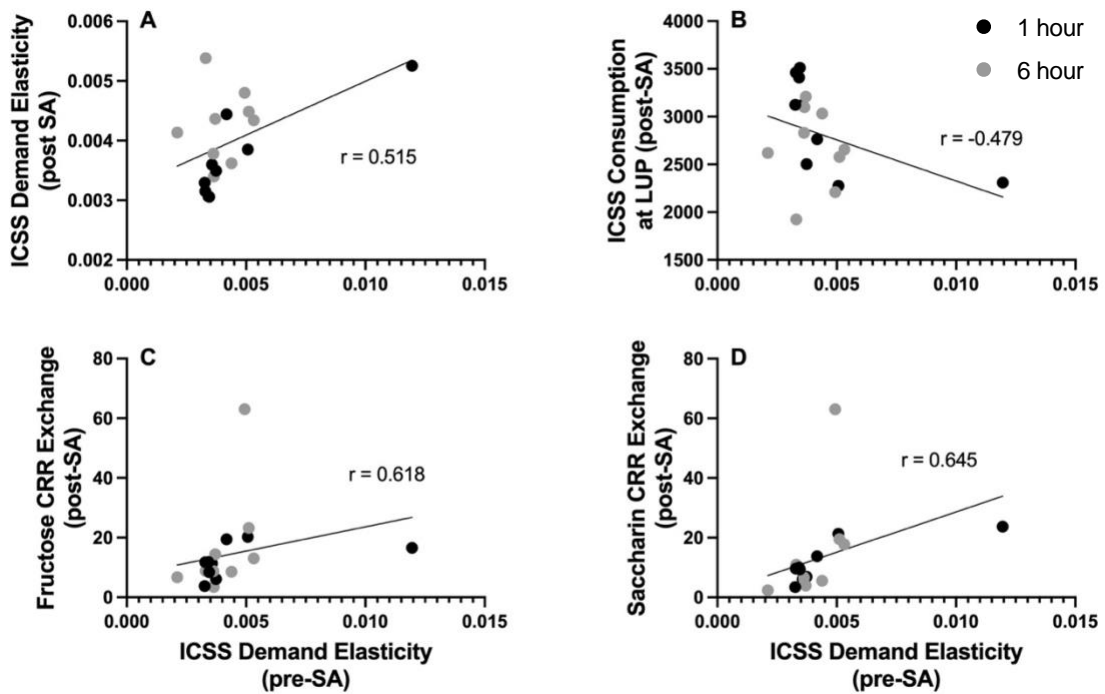 A
ICSS Demand Elasticity
(post SA)
0.006
0.005
0.004
0.003
0.002
0.000 0.005 0.010 0.015
r = 0.515
B
ICSS Consumption
at LUP (post-SA)
4000
3500
3000
2500
2000
1500
0.000 0.005 0.010 0.015
r = -0.479
1 hour
6 hour
C
Fructose CRR Exchange
(post-SA)
80
60
40
20
0
0.000 0.005 0.010 0.015
r = 0.618
ICSS Demand Elasticity
(pre-SA)
D
Saccharin CRR Exchange
(post-SA)
80
60
40
20
0
0.000 0.005 0.010 0.015
r = 0.645
ICSS Demand Elasticity
(pre-SA)